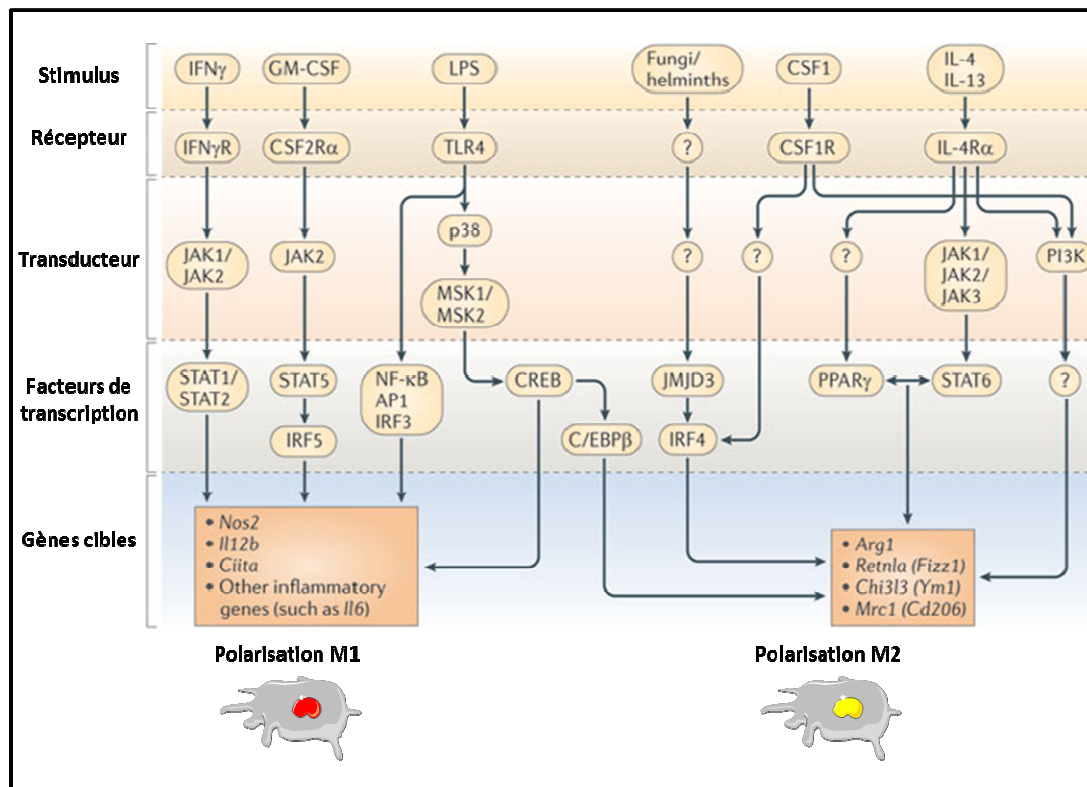 Stimulus
IFNγ
GM-CSF
LPS
Fungi/
helminths
CSF1
IL-4
IL-13
Récepteur
IFNγR
CSF2Rα
TLR4
?
CSF1R
IL-4Rα
Transducteur
JAK1/
JAK2
JAK2
p38
MSK1/
MSK2
?
?
?
JAK1/
JAK2/
JAK3
PI3K
Facteurs de
transcription
STAT1/
STAT2
STAT5
IRF5
NF-κB
AP1
IRF3
CREB
C/EBPβ
JMJD3
IRF4
PPARγ
STAT6
?
Gènes cibles
• Nos2
• Il12b
• Ciita
• Other inflammatory
genes (such as Il6)
• Arg1
• Retnla (Fizz1)
• Chi3l3 (Ym1)
• Mrc1 (Cd206)
Polarisation M1
Polarisation M2